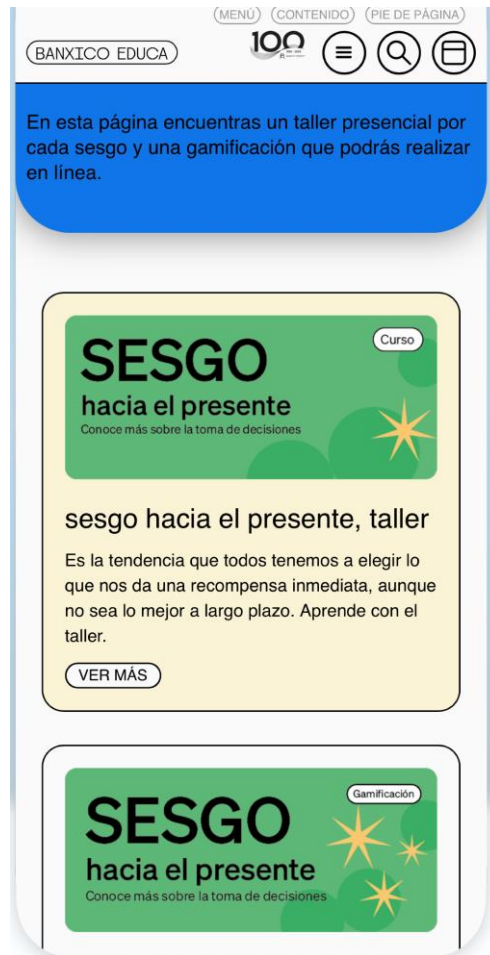 (MENÚ) (CONTENIDO) (PIE DE PÁGINA)
BANXICO EDUCA
100
En esta página encuentras un taller presencial por
cada sesgo y una gamificación que podrás realizar
en línea.
Curso
SESGO
hacia el presente
Conoce más sobre la toma de decisiones
sesgo hacia el presente, taller
Es la tendencia que todos tenemos a elegir lo
que nos da una recompensa inmediata, aunque
no sea lo mejor a largo plazo. Aprende con el
taller.
VER MÁS
Gamificación
SESGO
hacia el presente
Conoce más sobre la toma de decisiones